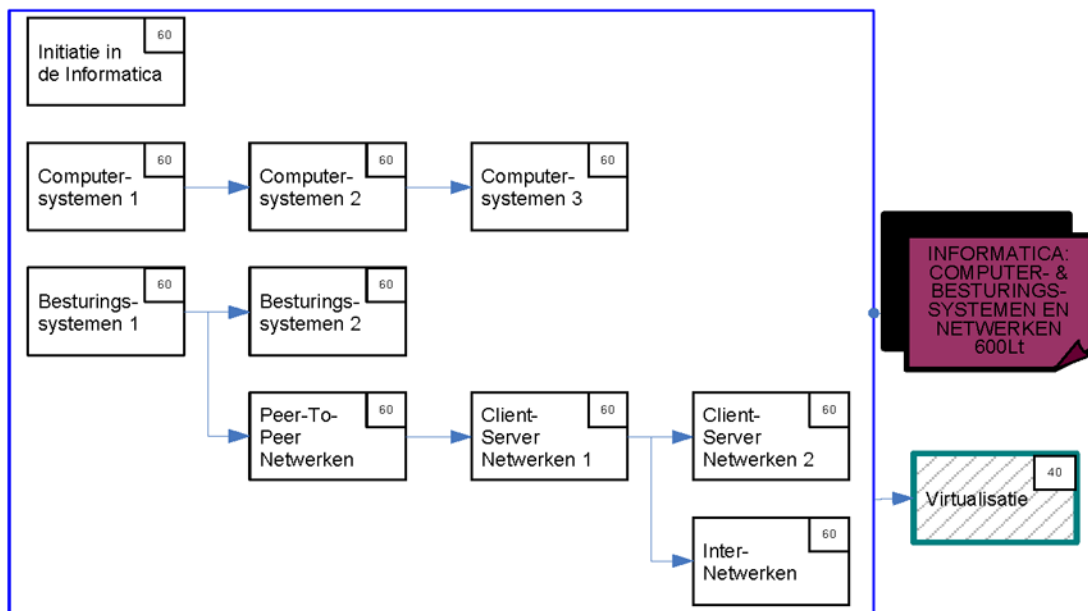 60
Initiatie in
de Informatica
60
Computer-
systemen 1
60
Computer-
systemen 2
60
Computer-
systemen 3
60
Besturings-
systemen 1
60
Besturings-
systemen 2
60
Peer-To-
Peer
Netwerken
60
Client-
Server
Netwerken 1
60
Client-
Server
Netwerken 2
60
Inter-
Netwerken
INFORMATICA:
COMPUTER- &
BESTURINGS-
SYSTEMEN EN
NETWERKEN
600Lt
40
Virtualisatie